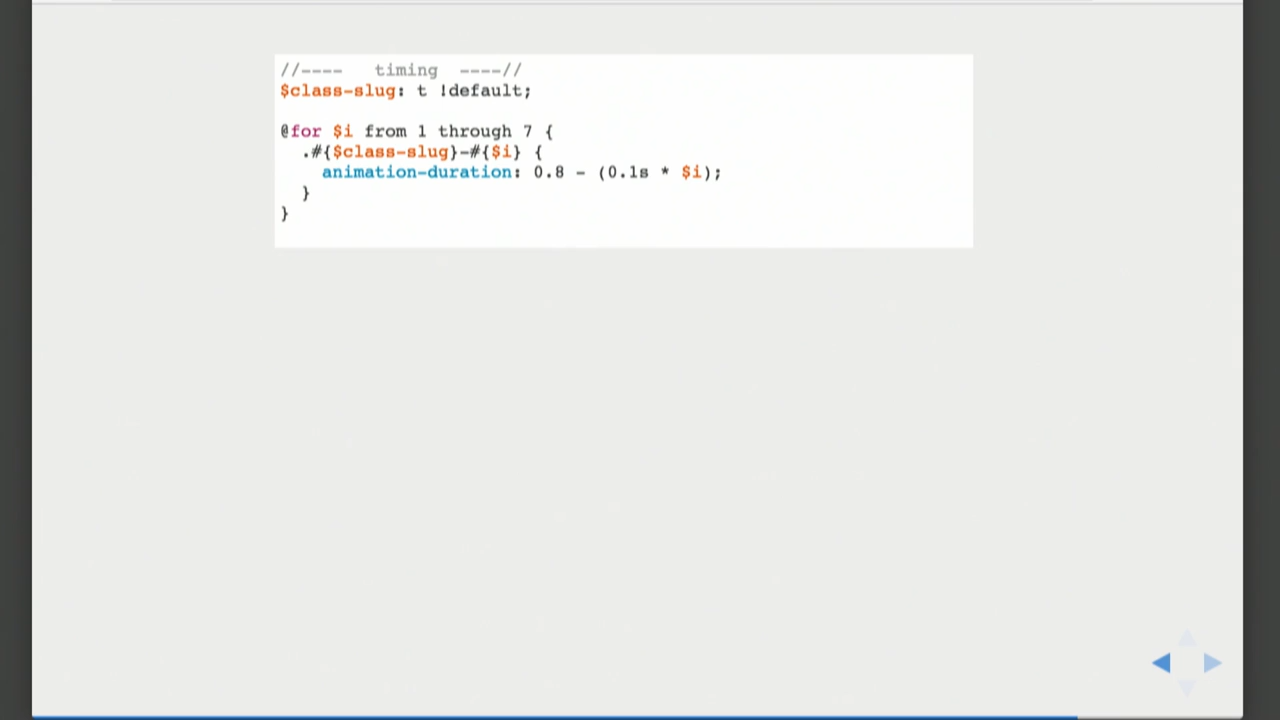 //----   timing  ----//
$class-slug: t !default;
@for $i from 1 through 7 {
  .#{$class-slug}-#{$i} {
    animation-duration: 0.8 - (0.1s * $i);
  }
}